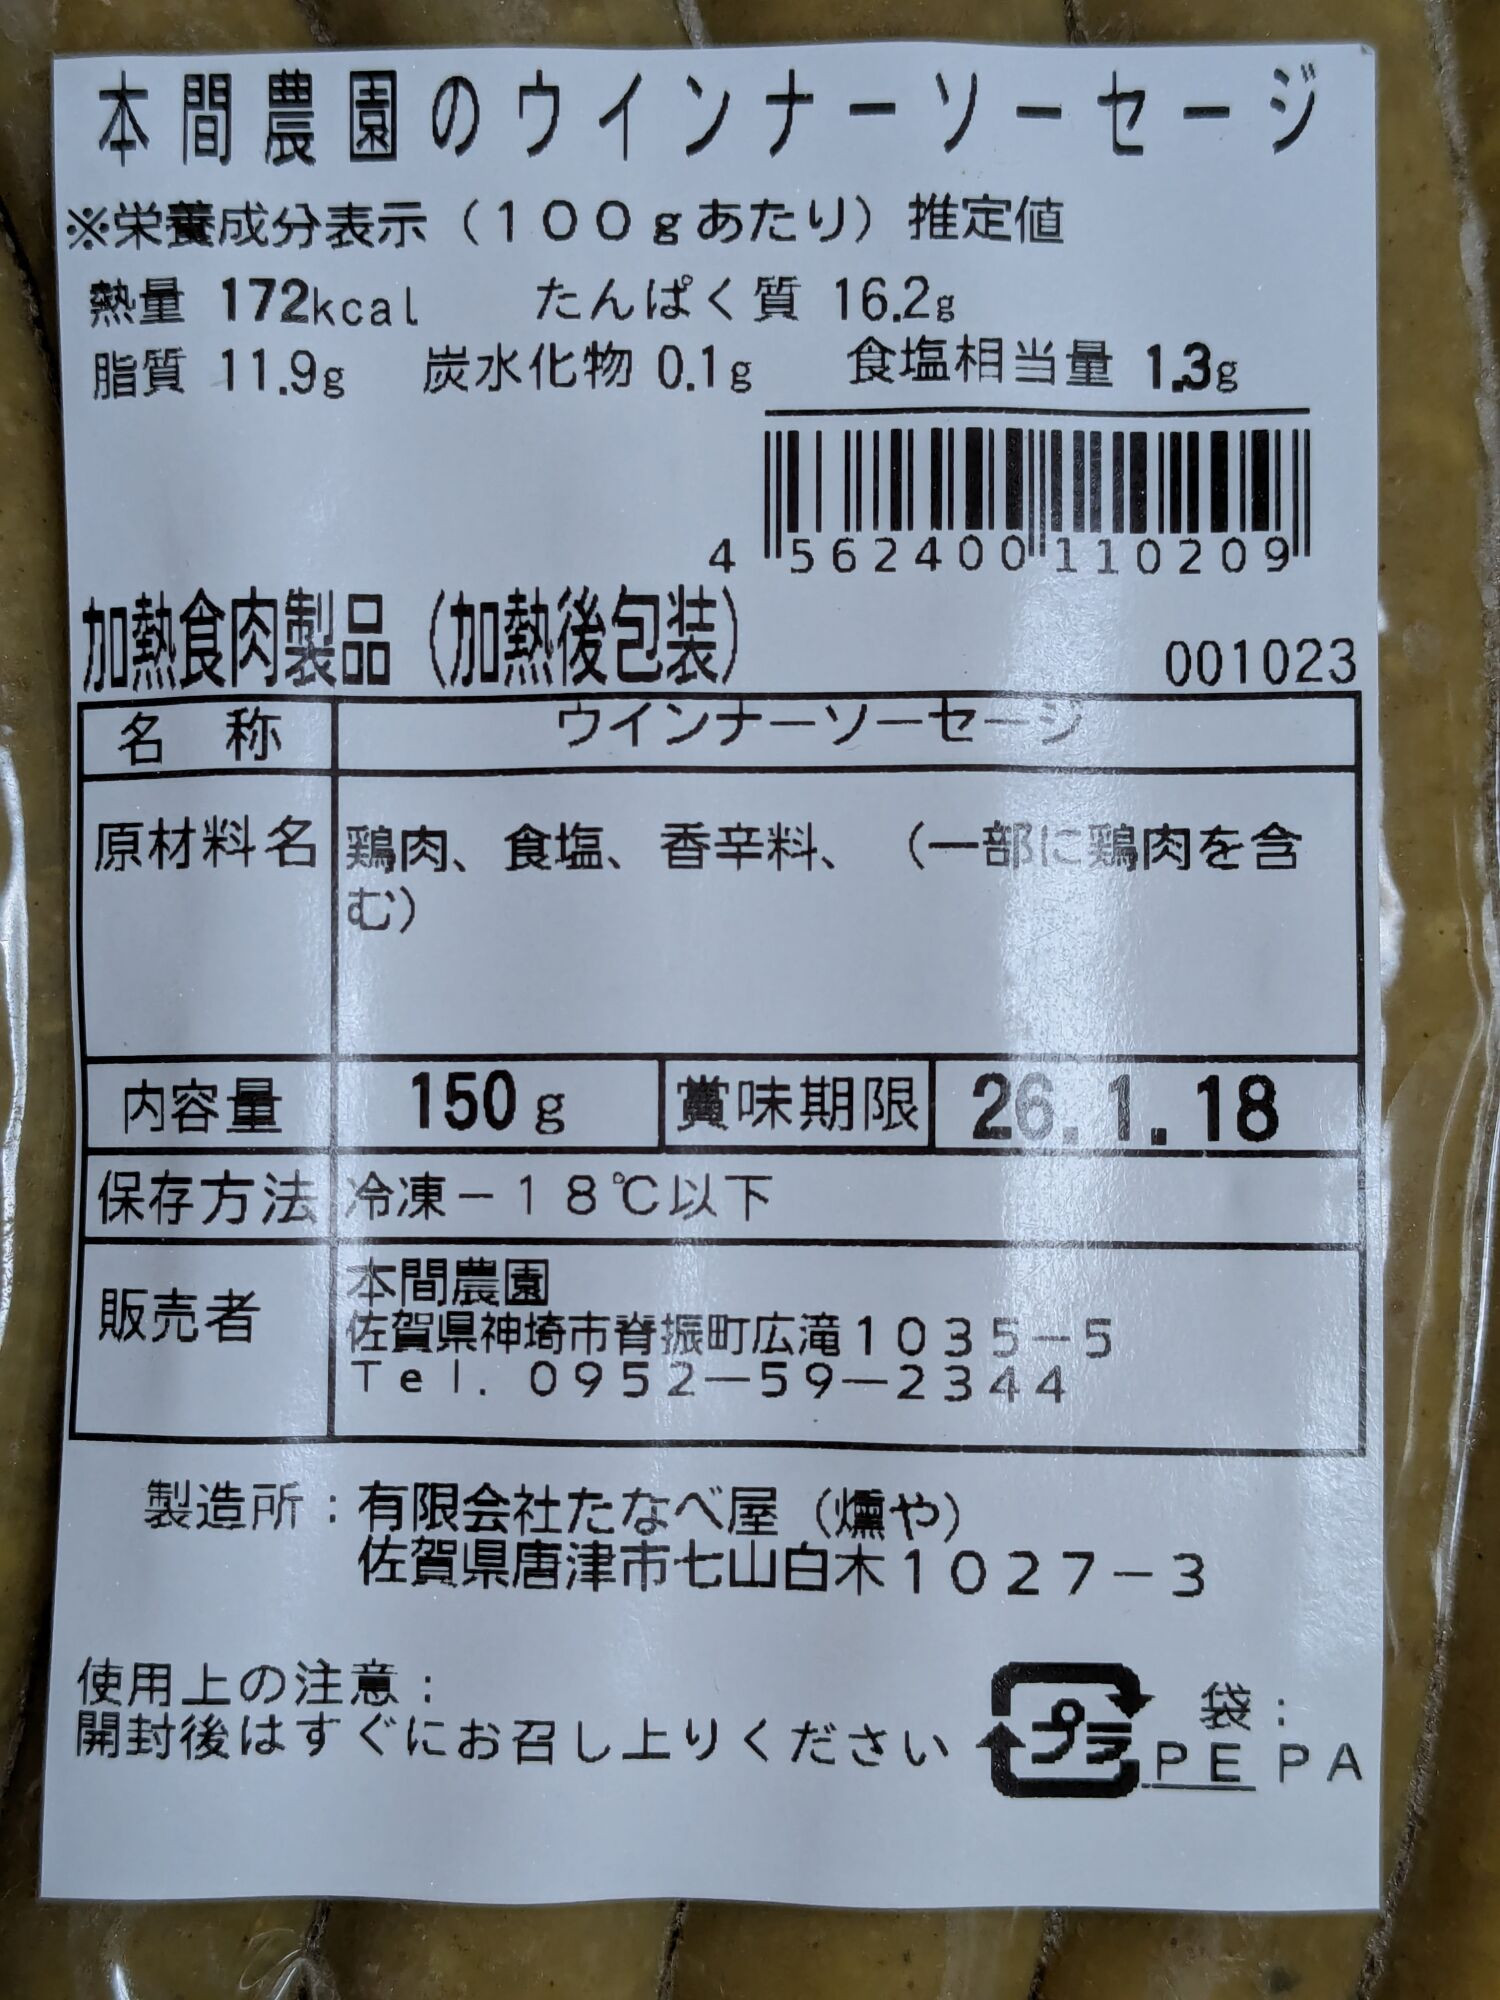 本間農園のウインナーソーセージ
※栄養成分表示（１００ｇあたり）推定値
熱量 172kcal たんぱく質 16.2g
脂質 11.9g 炭水化物 0.1g 食塩相当量 1.3g
4 562400 110209
加熱食肉製品（加熱後包装） 001023
名 称 ウインナーソーセージ
原材料名 鶏肉、食塩、香辛料、（一部に鶏肉を含
む）
内容量 150g 賞味期限 26.1.18
保存方法 冷凍－１８℃以下
販売者 本間農園
佐賀県神埼市脊振町広滝１０３５－５
Ｔｅｌ．０９５２－５９－２３４４
製造所：有限会社たなべ屋（燻や）
佐賀県唐津市七山白木１０２７－３
使用上の注意：
開封後はすぐにお召し上りください
プラ 袋：
ＰＥＰＡ